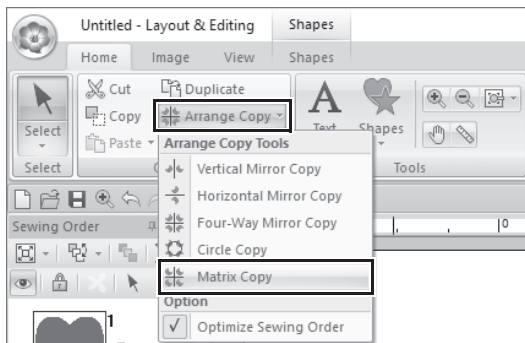 Untitled - Layout & Editing Shapes
Home Image View Shapes
Cut Duplicate
Copy Arrange Copy
Paste
Select Text Shapes
Select Tools
Arrange Copy Tools
Vertical Mirror Copy
Horizontal Mirror Copy
Four-Way Mirror Copy
Circle Copy
Matrix Copy
Option
Optimize Sewing Order
Sewing Order
0
1